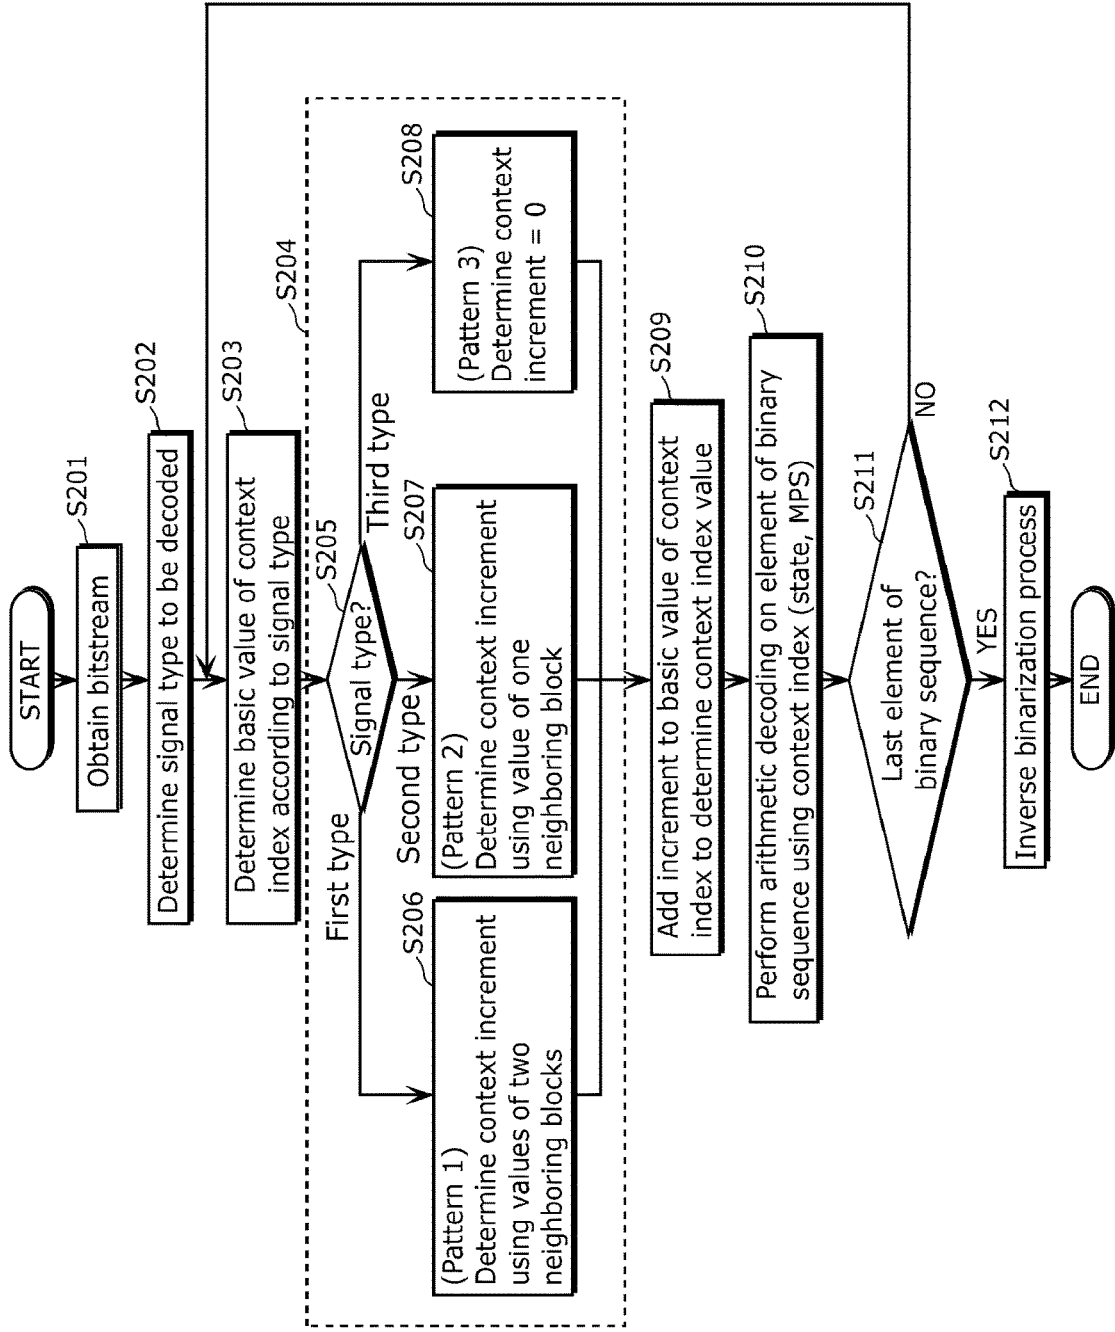 START
Obtain bitstream
S201
Determine signal type to be decoded
S202
Determine basic value of context
index according to signal type
S203
S204
Signal type?
S205
First type
Second type
Third type
S206
(Pattern 1)
Determine context increment
using values of two
neighboring blocks
S207
(Pattern 2)
Determine context increment
using value of one
neighboring block
S208
(Pattern 3)
Determine context
increment = 0
S209
Add increment to basic value of context
index to determine context index value
S210
Perform arithmetic decoding on element of binary
sequence using context index (state, MPS)
S211
Last element of
binary sequence?
NO
YES
S212
Inverse binarization process
END